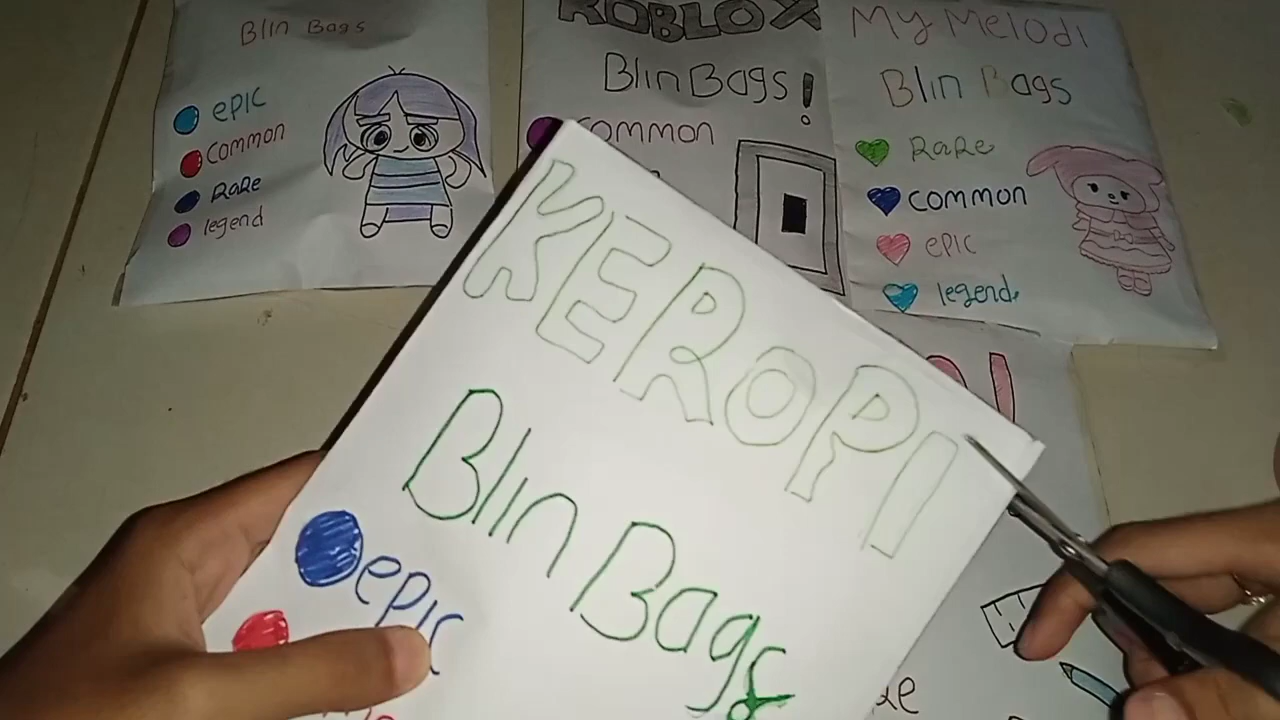 Blin Bags
epic
common
RaRe
legend
ROBLOX
Blin Bags!
common
My Melodi
Blin Bags
RaRe
common
epic
legend
KEROPI
Blin Bags
epic